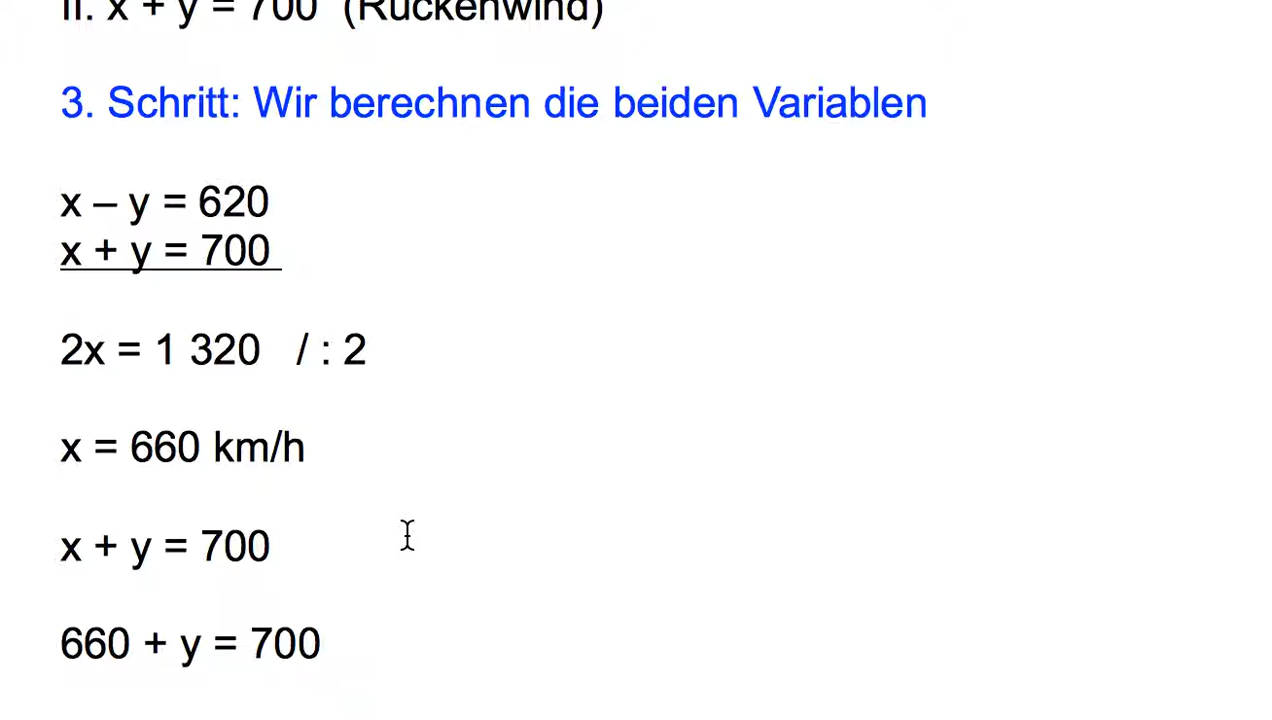 II. x + y = 700 (Rückenwind)
3. Schritt: Wir berechnen die beiden Variablen
x – y = 620
x + y = 700
2x = 1 320 / : 2
x = 660 km/h
x + y = 700
660 + y = 700